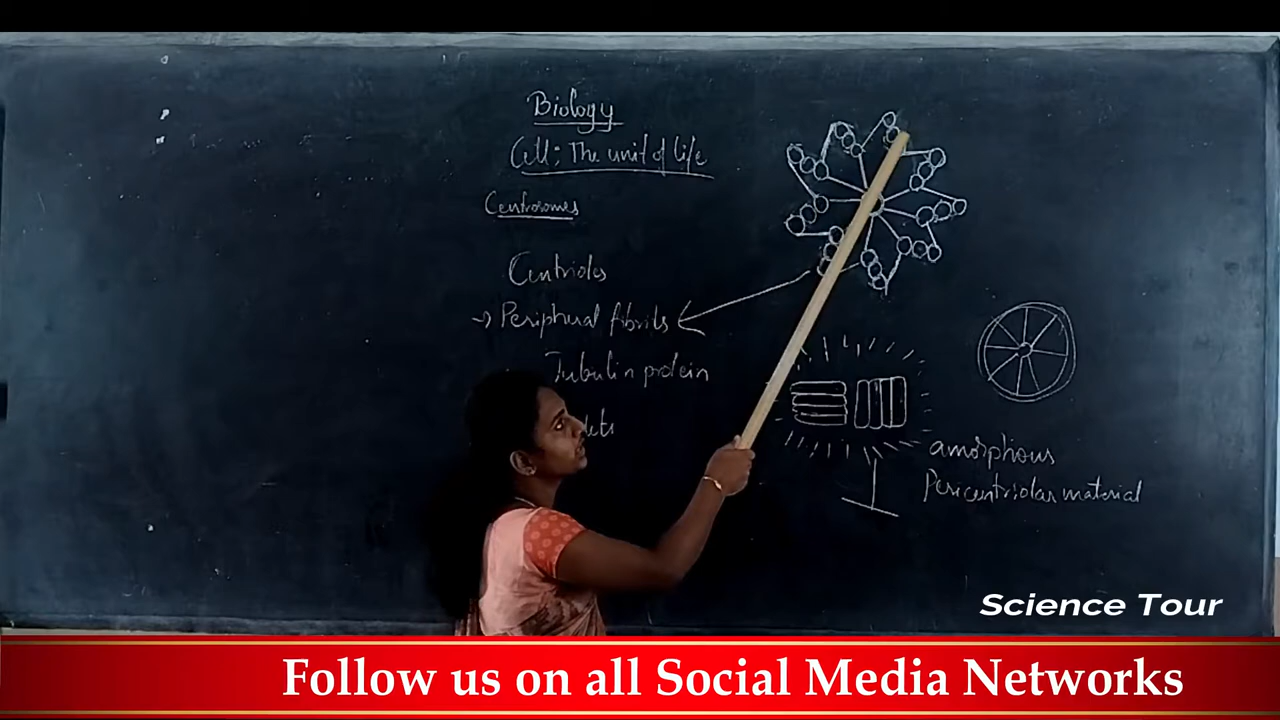 Biology
Cell: The unit of life
Centrosomes
Centrioles
→ Peripheral fibrils
Tubulin protein
amorphous
Pericentriolar material
Science Tour
Follow us on all Social Media Networks